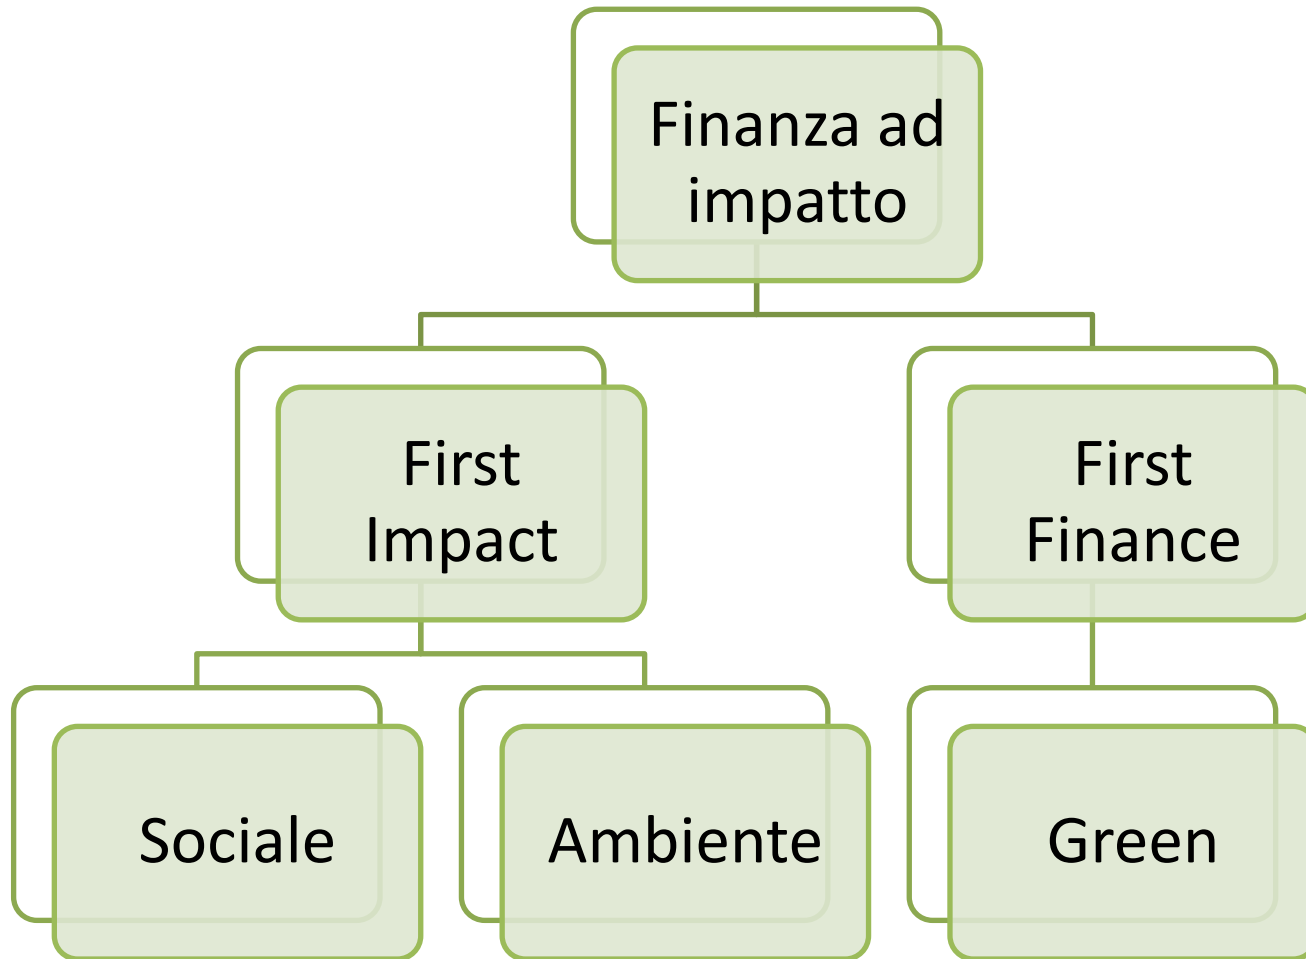 Finanza ad
impatto
First
Impact
First
Finance
Sociale
Ambiente
Green